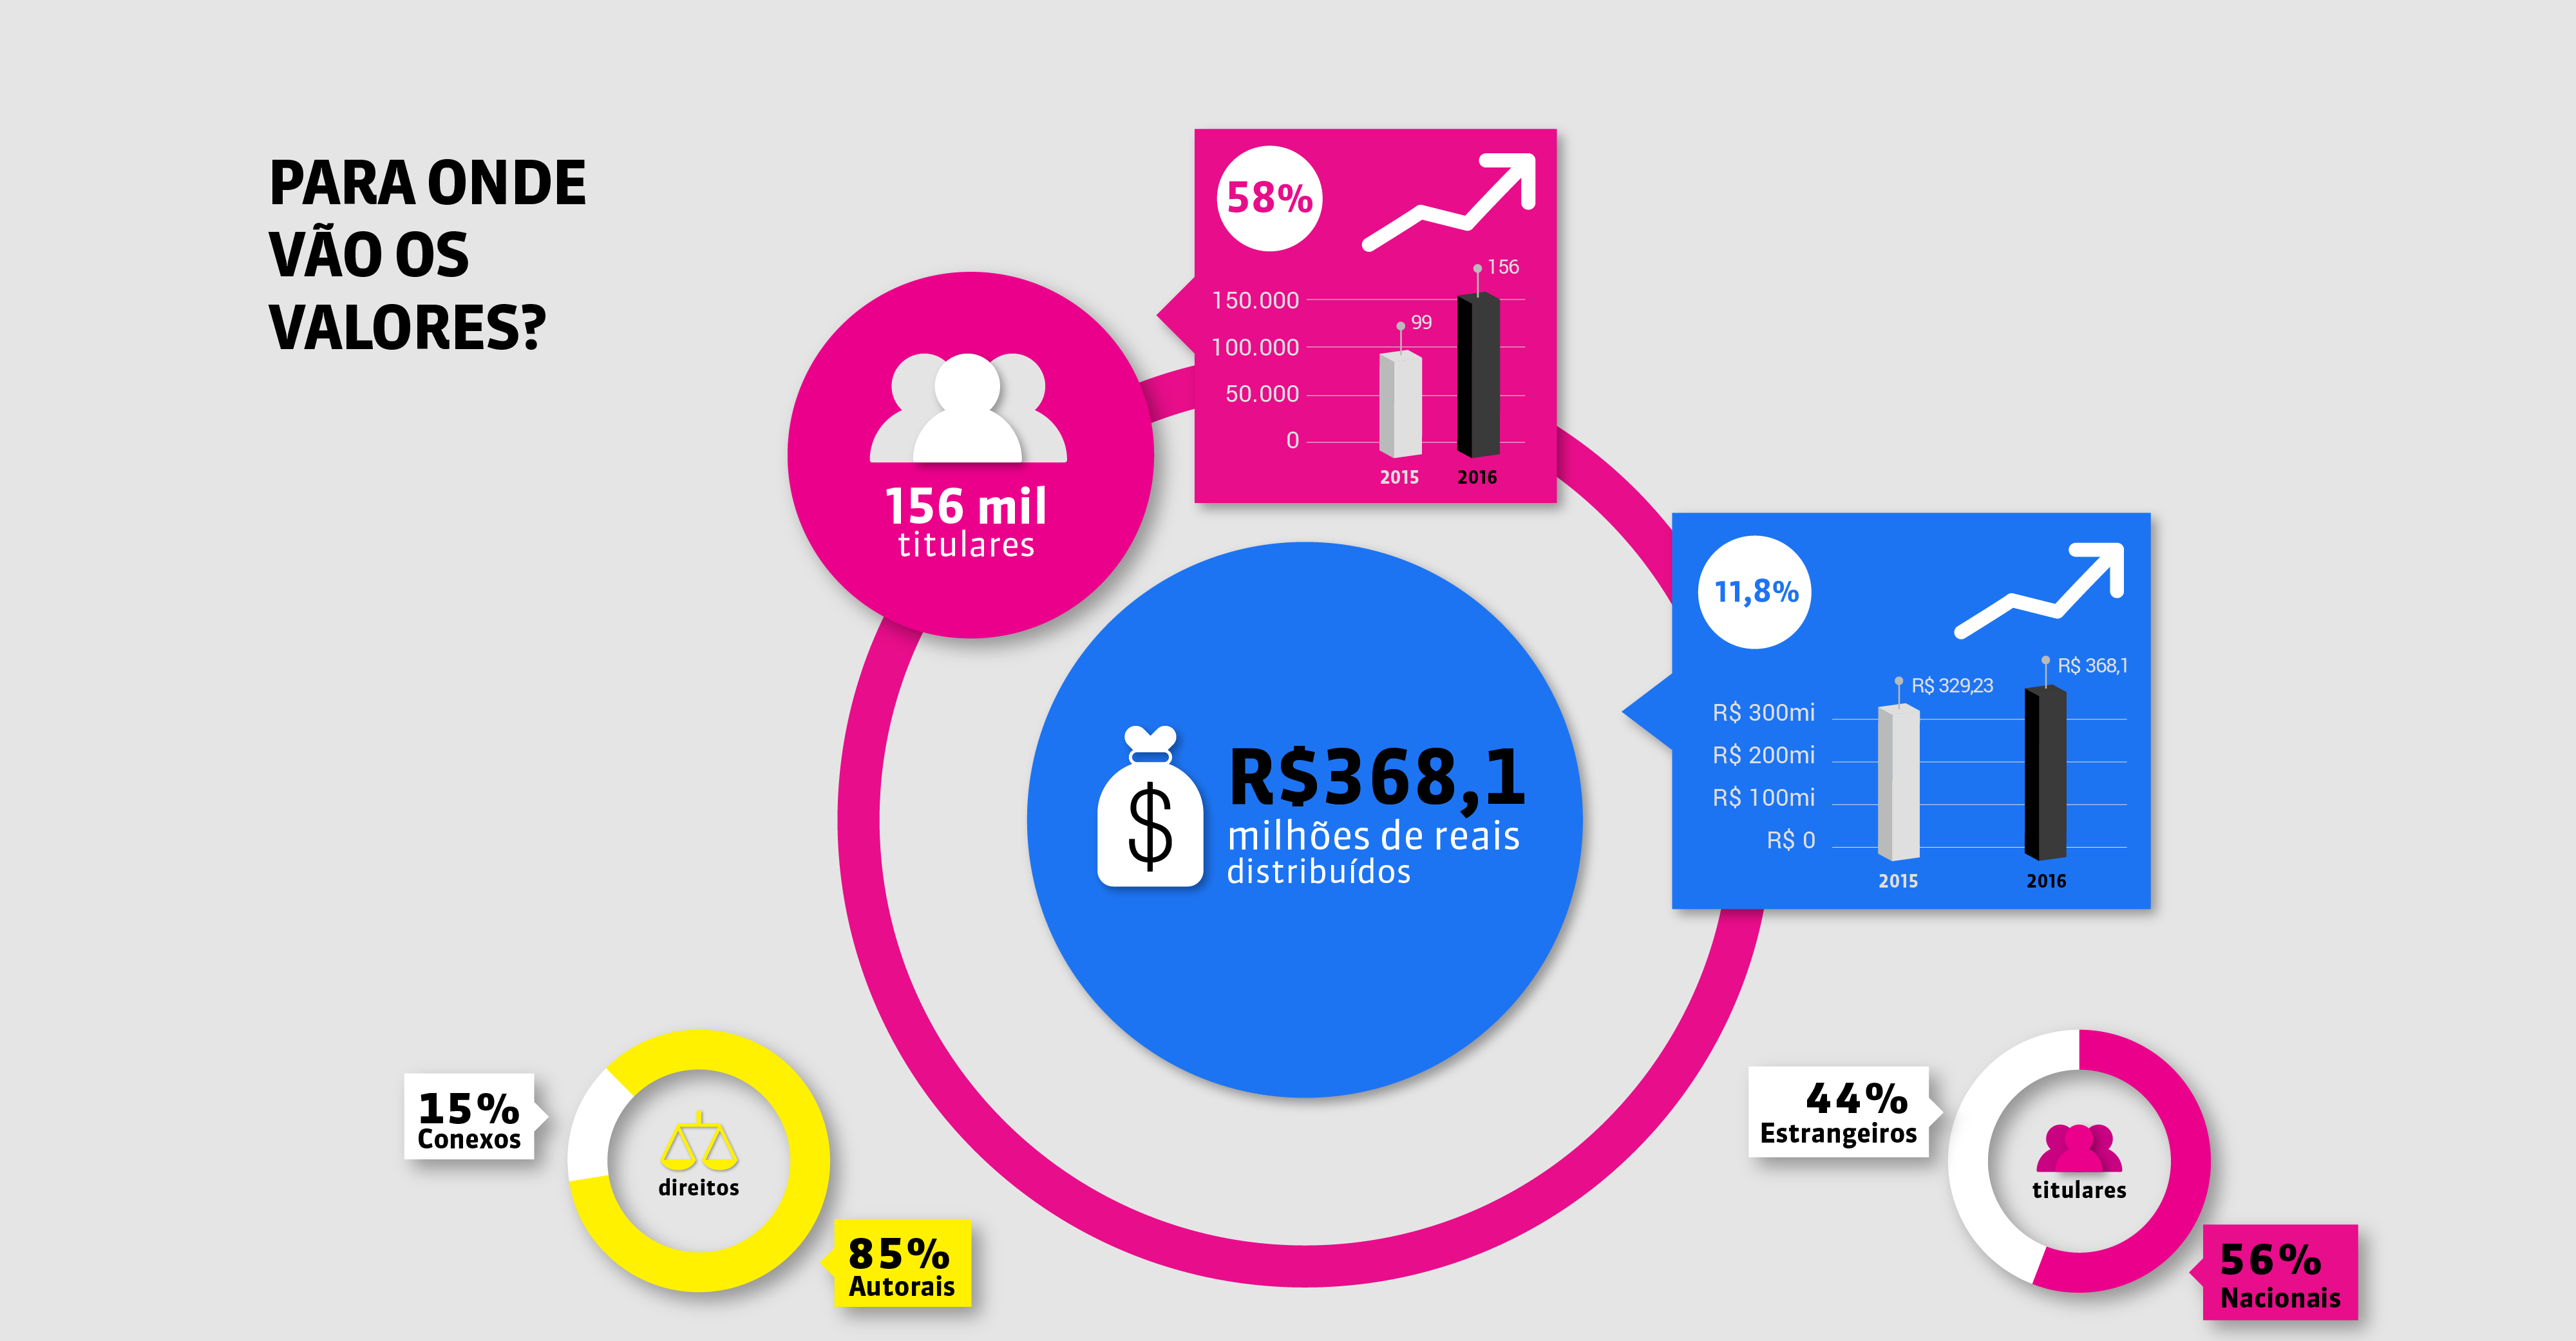 PARA ONDE
VÃO OS
VALORES?
58%
156
150.000
99
100.000
50.000
0
2015
2016
156 mil
titulares
11,8%
R$ 368,1
R$ 329,23
R$ 300mi
R$ 200mi
R$ 100mi
R$ 0
2015
2016
$
R$368,1
milhões de reais
distribuídos
15%
Conexos
direitos
85%
Autorais
44%
Estrangeiros
titulares
56%
Nacionais